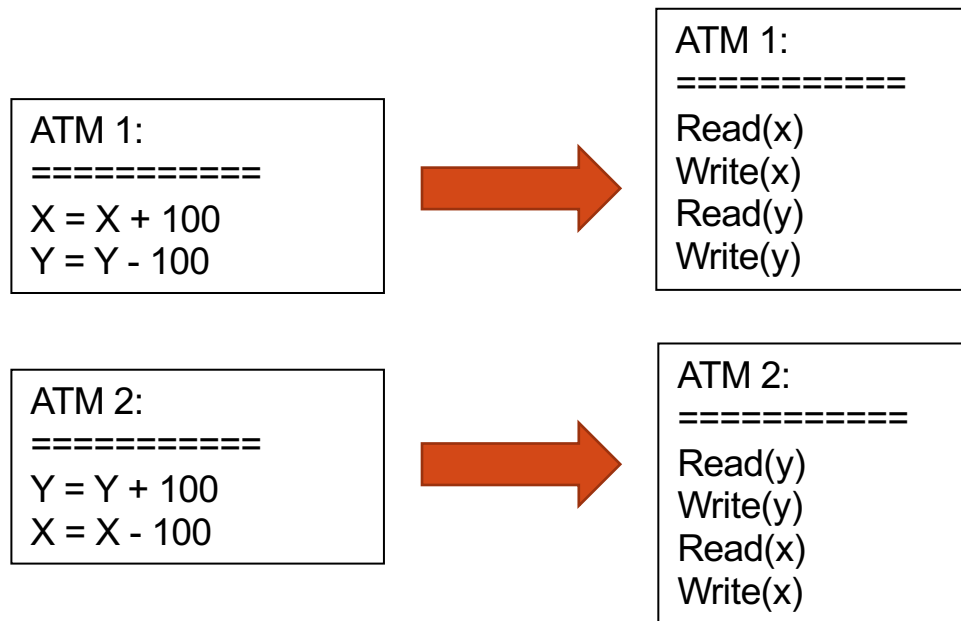 ATM 1:
===========
X = X + 100
Y = Y - 100
ATM 1:
===========
Read(x)
Write(x)
Read(y)
Write(y)
ATM 2:
===========
Y = Y + 100
X = X - 100
ATM 2:
===========
Read(y)
Write(y)
Read(x)
Write(x)